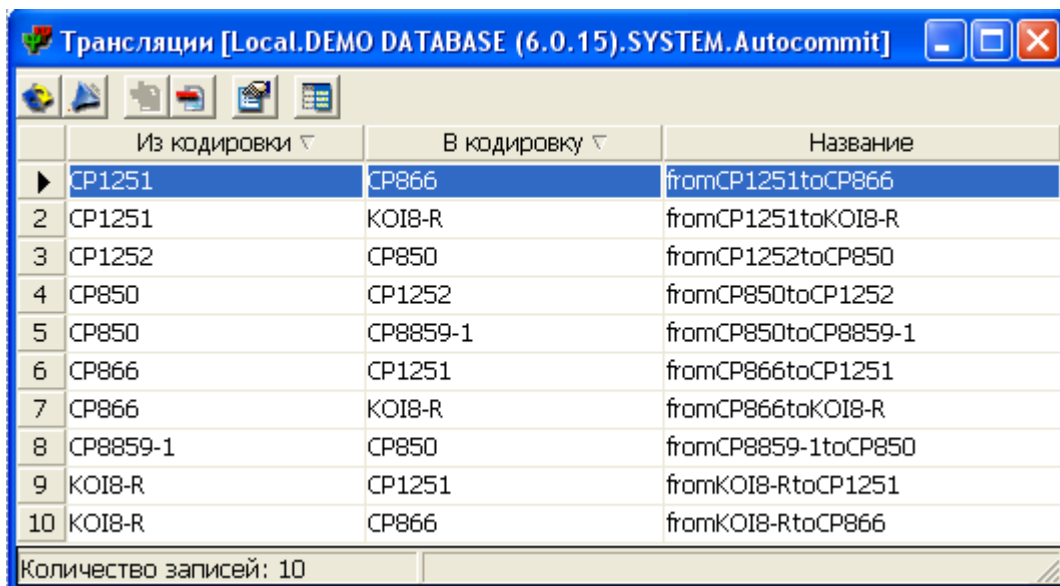 Трансляции [Local.DEMO DATABASE (6.0.15).SYSTEM.Autocommit]
Из кодировки В кодировку Название
CP1251 CP866 fromCP1251toCP866
2 CP1251 KOI8-R fromCP1251toKOI8-R
3 CP1252 CP850 fromCP1252toCP850
4 CP850 CP1252 fromCP850toCP1252
5 CP850 CP8859-1 fromCP850toCP8859-1
6 CP866 CP1251 fromCP866toCP1251
7 CP866 KOI8-R fromCP866toKOI8-R
8 CP8859-1 CP850 fromCP8859-1toCP850
9 KOI8-R CP1251 fromKOI8-RtoCP1251
10 KOI8-R CP866 fromKOI8-RtoCP866
Количество записей: 10